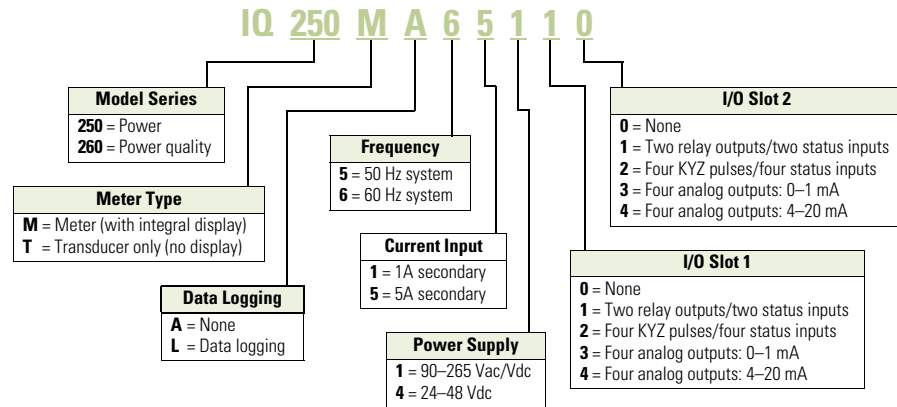 IQ 250 M A 6 5 1 1 0
Model Series
250 = Power
260 = Power quality
Meter Type
M = Meter (with integral display)
T = Transducer only (no display)
Data Logging
A = None
L = Data logging
Frequency
5 = 50 Hz system
6 = 60 Hz system
Current Input
1 = 1A secondary
5 = 5A secondary
Power Supply
1 = 90–265 Vac/Vdc
4 = 24–48 Vdc
I/O Slot 2
0 = None
1 = Two relay outputs/two status inputs
2 = Four KYZ pulses/four status inputs
3 = Four analog outputs: 0–1 mA
4 = Four analog outputs: 4–20 mA
I/O Slot 1
0 = None
1 = Two relay outputs/two status inputs
2 = Four KYZ pulses/four status inputs
3 = Four analog outputs: 0–1 mA
4 = Four analog outputs: 4–20 mA